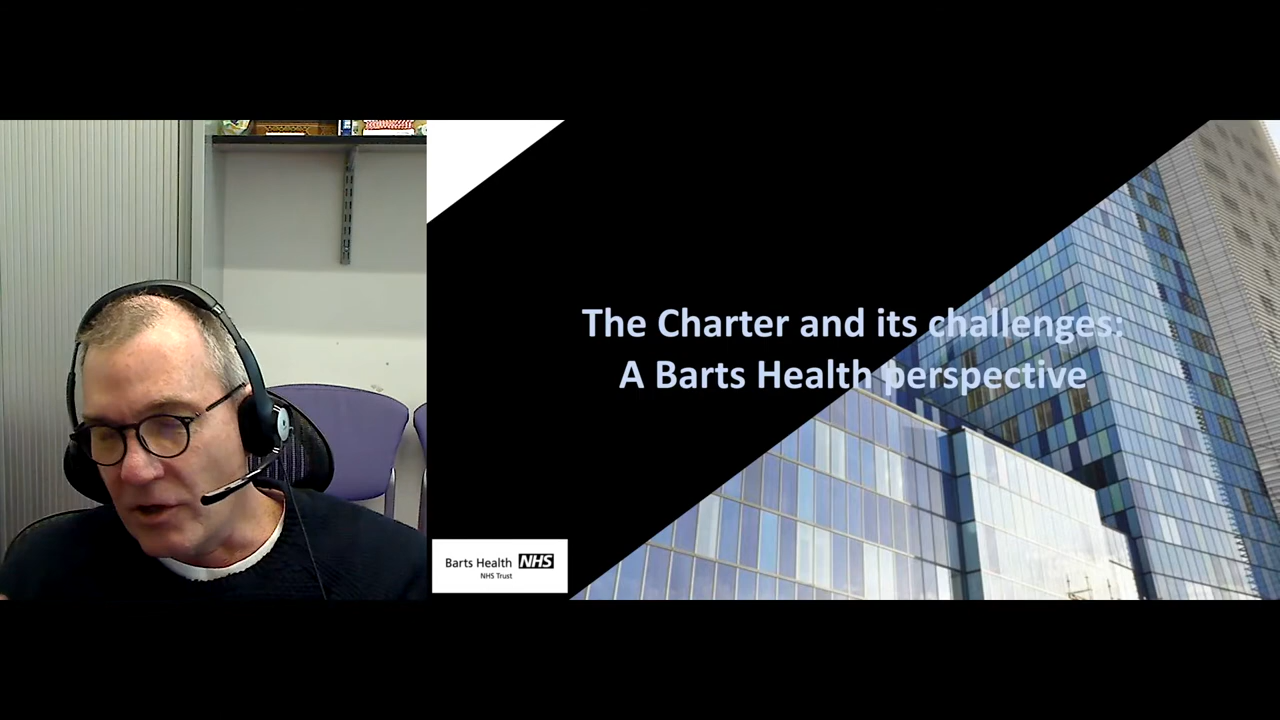 The Charter and its challenges:
A Barts Health perspective
Barts Health NHS
NHS Trust